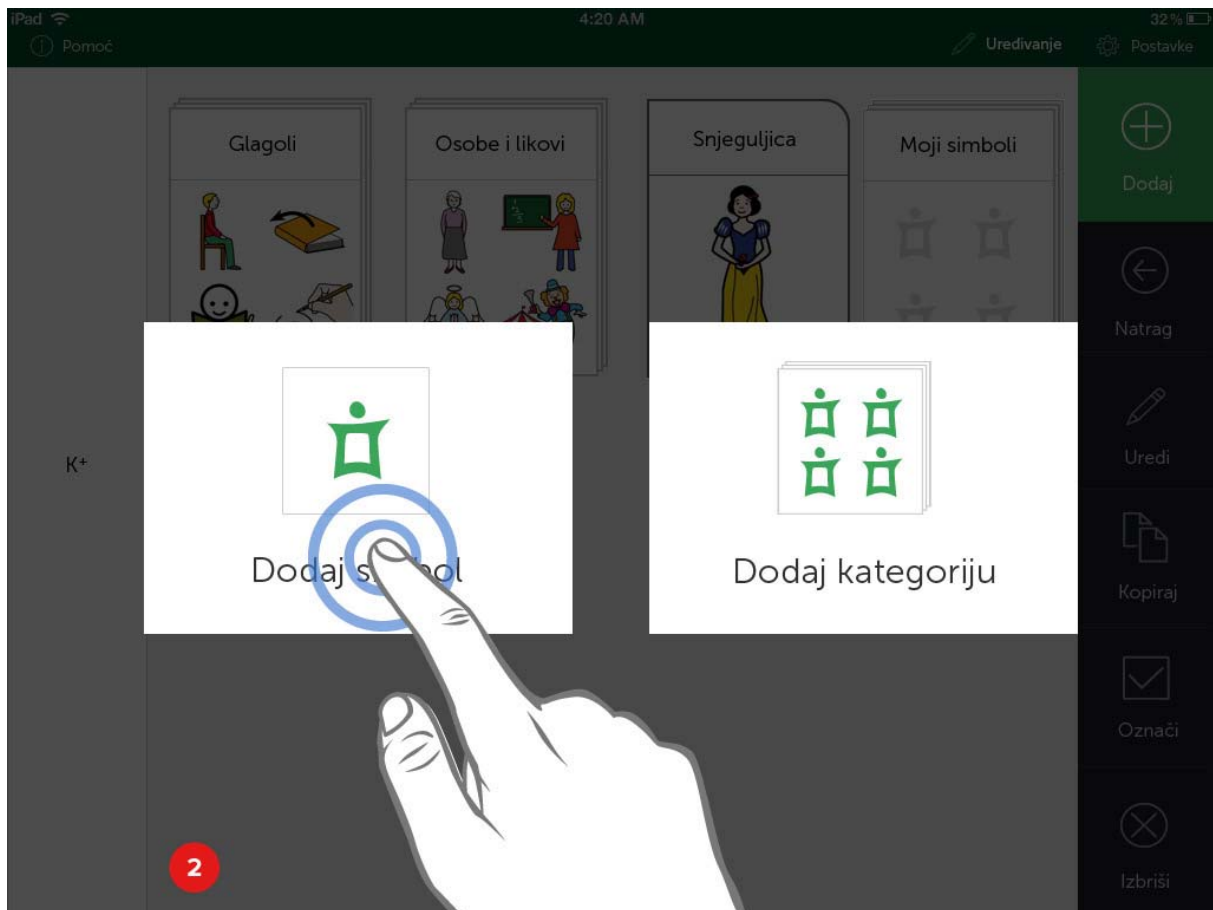 iPad 4:20 AM 32%
Pomoć Uređivanje Postavke
Glagoli
Osobe i likovi
Snjeguljica
Moji simboli
Dodaj
Natrag
K+
Uredi
Dodaj kategoriju
Kopiraj
Označi
2
Izbriši